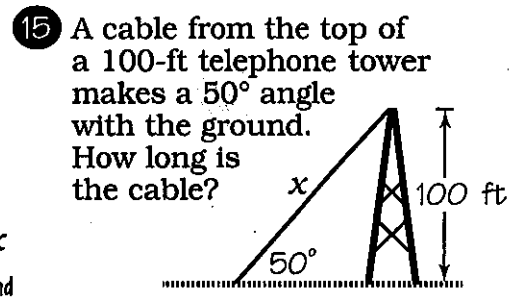 15 A cable from the top of
a 100-ft telephone tower
makes a 50° angle
with the ground.
How long is
the cable?
x
100 ft
50°